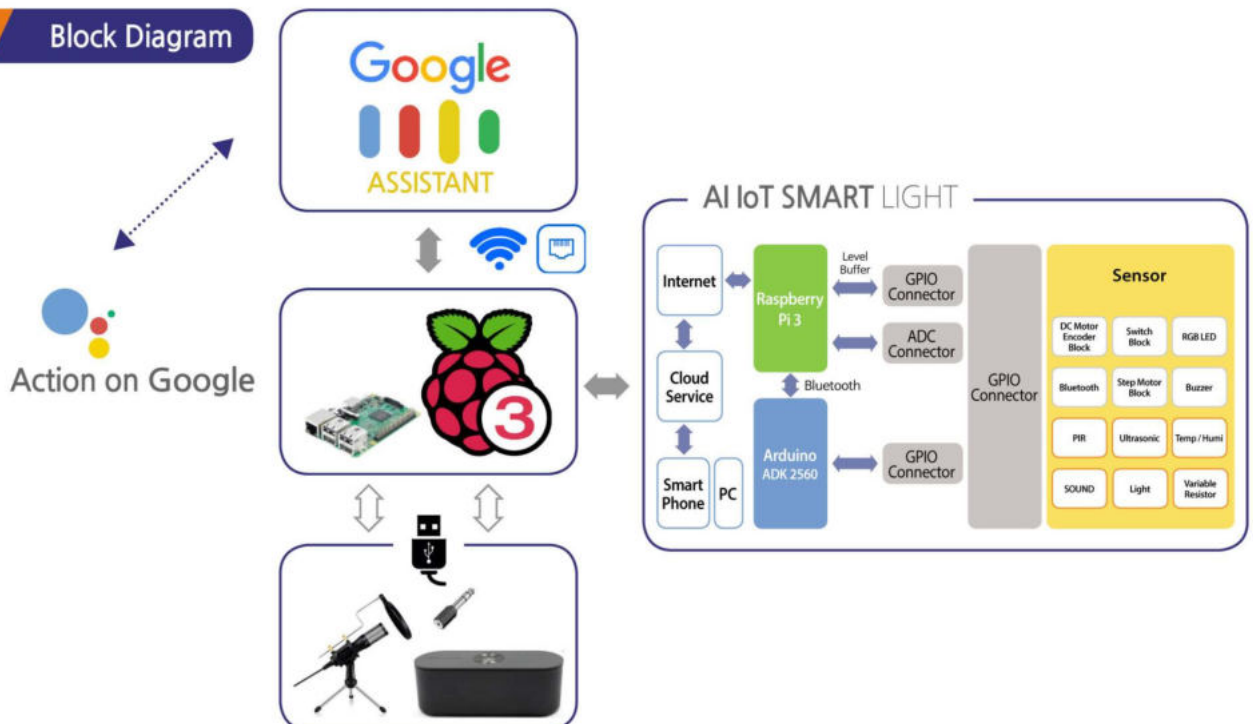 Block Diagram
Google
ASSISTANT
Action on Google
3
AI IoT SMART LIGHT
Internet
Cloud
Service
Smart
Phone
PC
Raspberry
Pi 3
Bluetooth
Arduino
ADK 2560
Level
Buffer
GPIO
Connector
ADC
Connector
GPIO
Connector
GPIO
Connector
Sensor
DC Motor
Encoder
Block
Switch
Block
RGB LED
Bluetooth
Step Motor
Block
Buzzer
PIR
Ultrasonic
Temp / Humi
SOUND
Light
Variable
Resistor